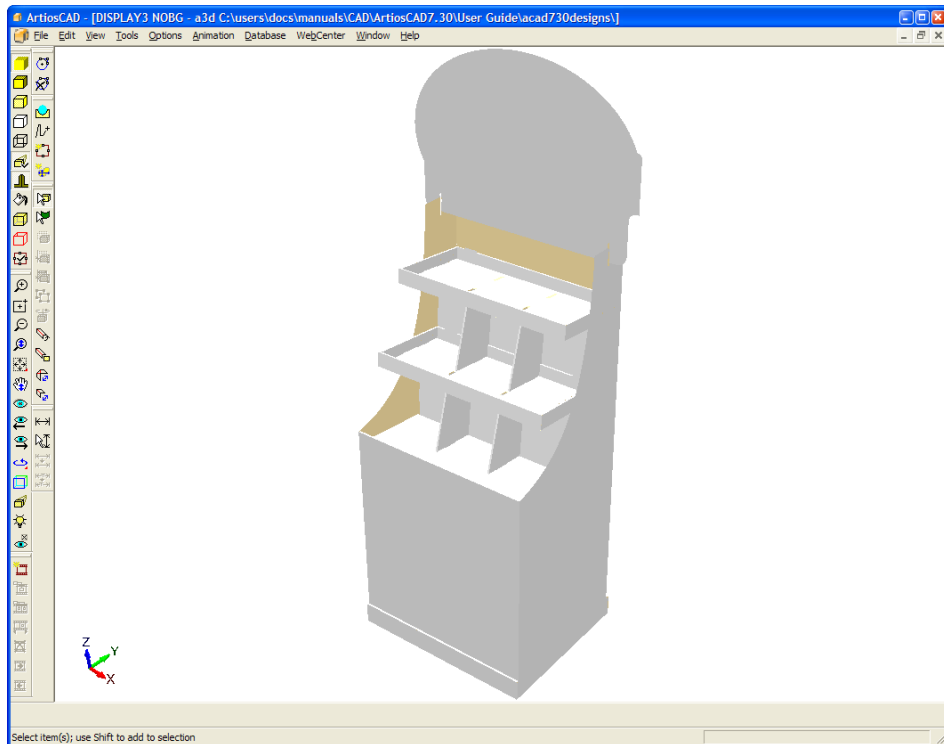 ArtiosCAD - [DISPLAY3 NOBG - a3d C:\users\docs\manuals\CAD\ArtiosCAD7.30\User Guide\acad730designs\]
File Edit View Tools Options Animation Database WebCenter Window Help
Z
Y
X
Select item(s); use Shift to add to selection